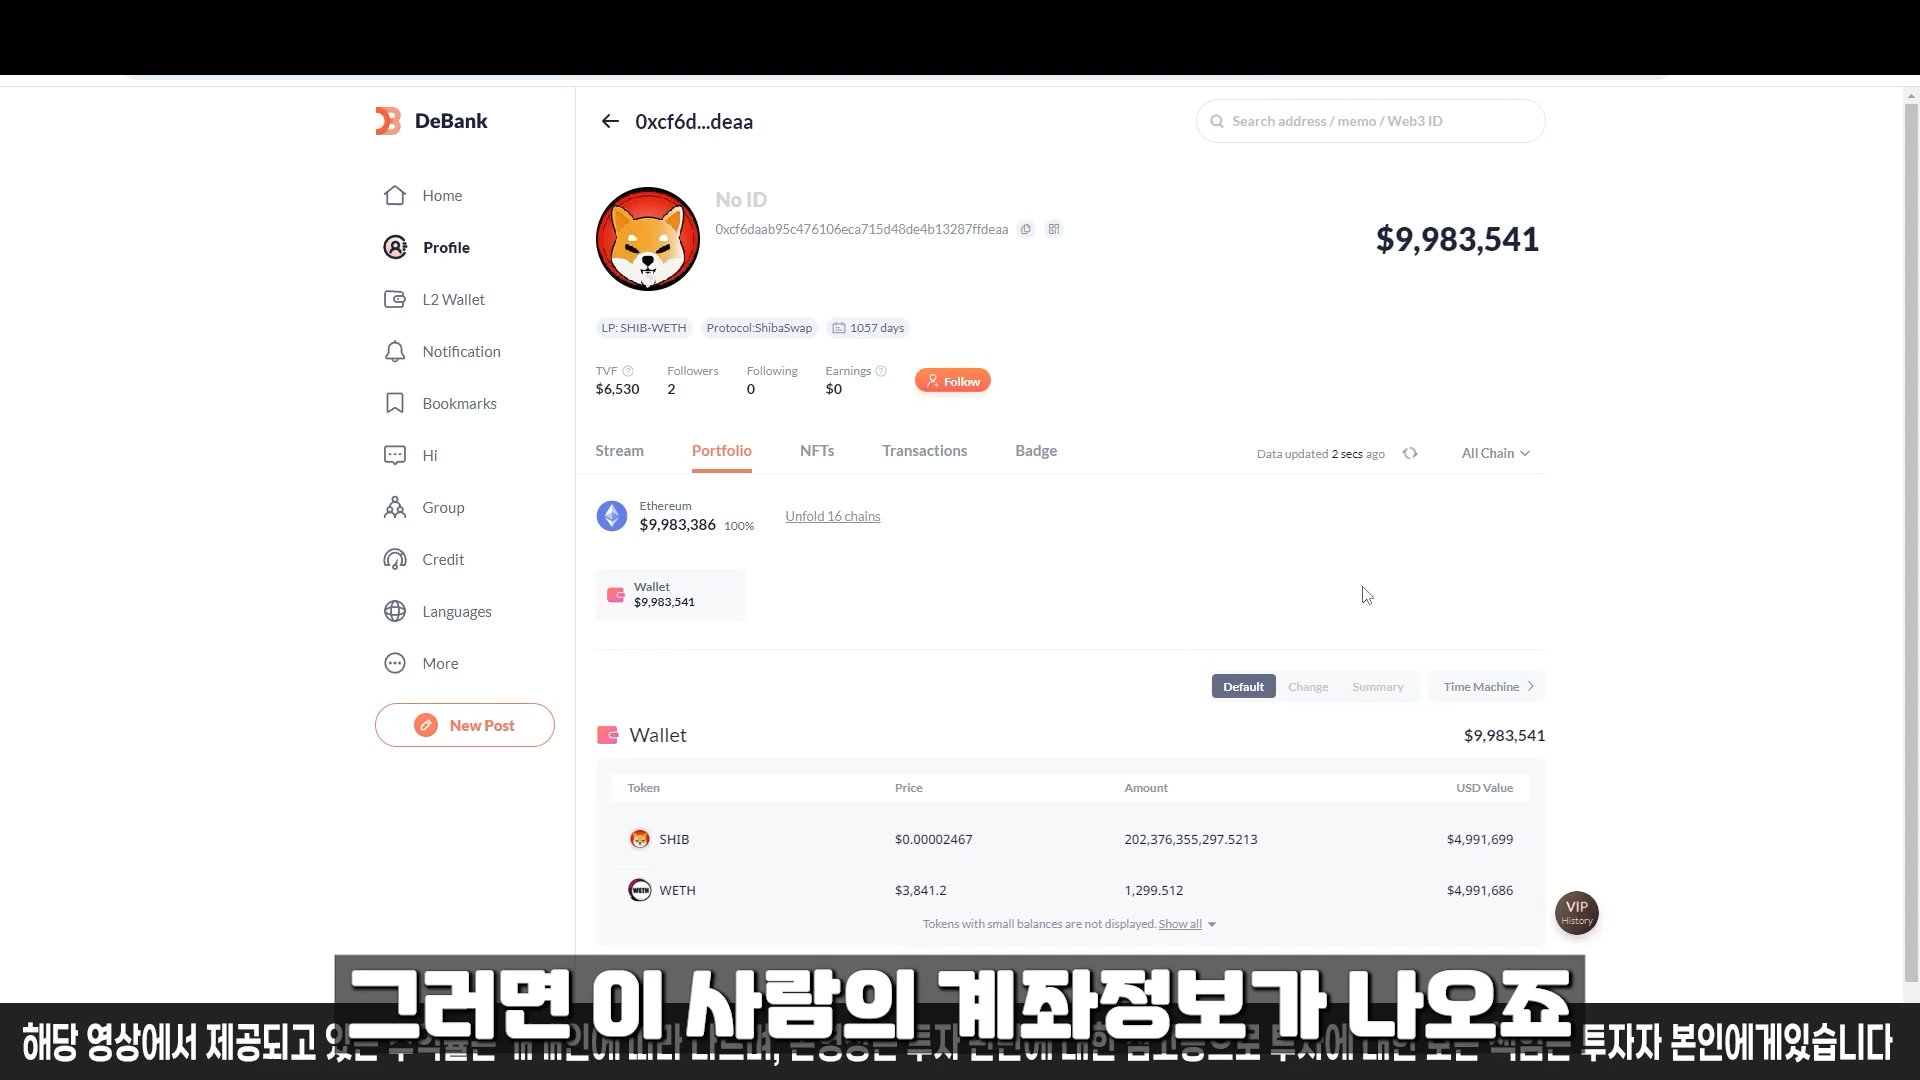 DeBank
0xcf6d...deaa
Search address / memo / Web3 ID
Home
Profile
L2 Wallet
Notification
Bookmarks
Hi
Group
Credit
Languages
More
New Post
No ID
0xcf6daab95c476106eca715d48de4b13287ffdeaa
$9,983,541
LP: SHIB-WETH Protocol:ShibaSwap 1057 days
TVF Followers Following Earnings
$6,530 2 0 $0
Follow
Stream Portfolio NFTs Transactions Badge
Data updated 2 secs ago All Chain
Ethereum
$9,983,386 100%
Unfold 16 chains
Wallet
$9,983,541
Default Change Summary Time Machine
Wallet $9,983,541
Token Price Amount USD Value
SHIB $0.00002467 202,376,355,297.5213 $4,991,699
WETH WETH $3,841.2 1,299.512 $4,991,686
Tokens with small balances are not displayed. Show all
VIP
History
그러면 이 사람의 계좌정보가 나오죠
해당 영상에서 제공되고 투자자 본인에게있습니다